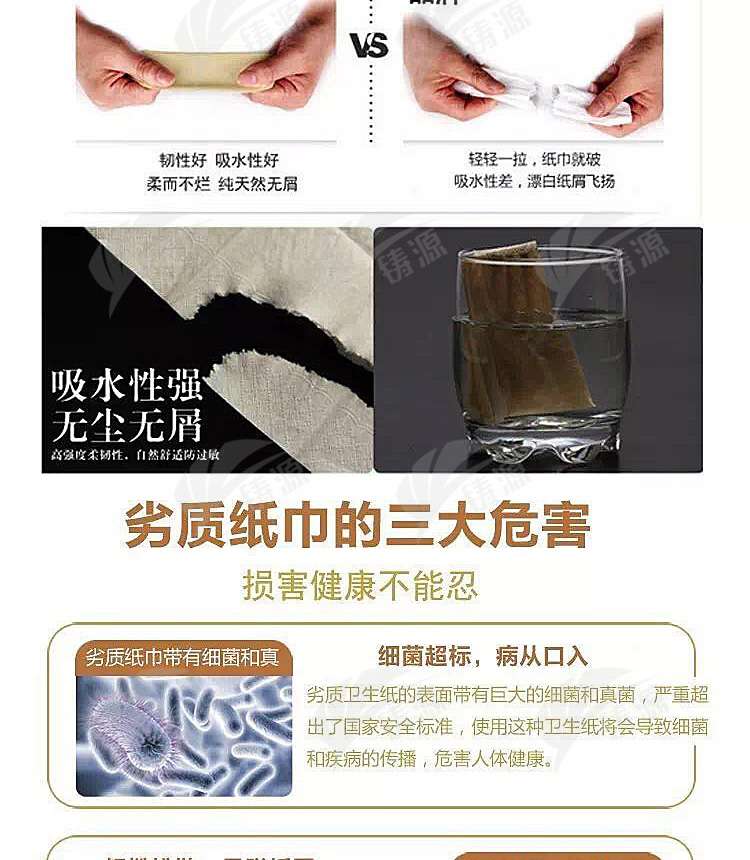 VS
韧性好 吸水性好
柔而不烂 纯天然无屑
轻轻一拉，纸巾就破
吸水性差，漂白纸屑飞扬
吸水性强
无尘无屑
高强度柔韧性，自然舒适防过敏
铸源
劣质纸巾的三大危害
损害健康不能忍
劣质纸巾带有细菌和真
细菌超标，病从口入
劣质卫生纸的表面带有巨大的细菌和真菌，严重超
出了国家安全标准，使用这种卫生纸将会导致细菌
和疾病的传播，危害人体健康。